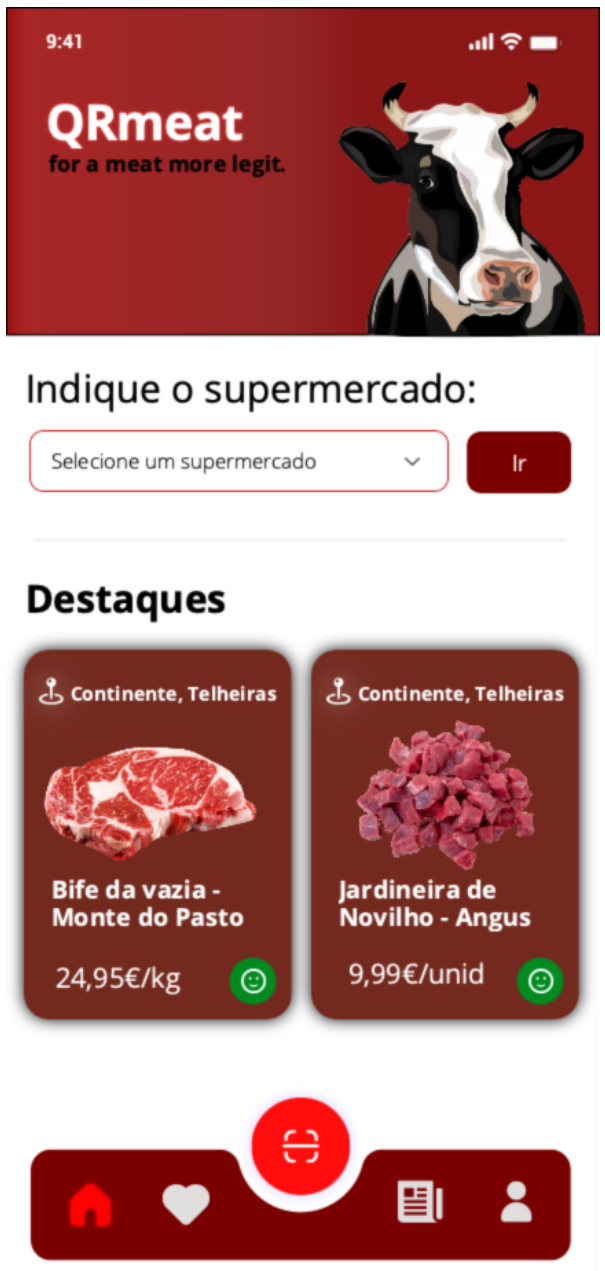 9:41
QRmeat
for a meat more legit.
Indique o supermercado:
Selecione um supermercado
Ir
Destaques
Continente, Telheiras
Bife da vazia -
Monte do Pasto
24,95€/kg
Continente, Telheiras
Jardineira de
Novilho - Angus
9,99€/unid